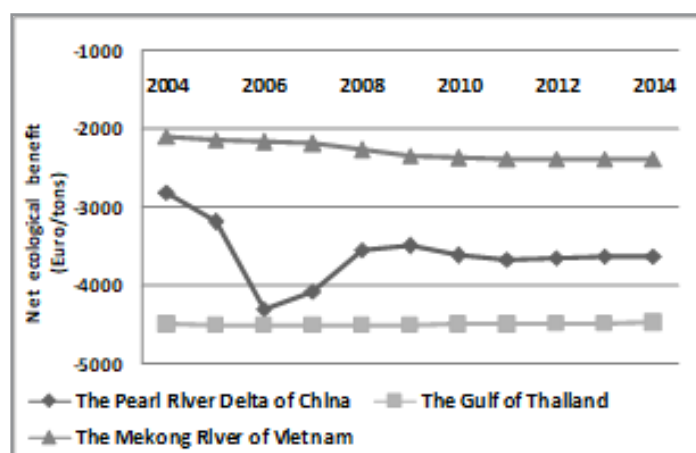 -1000
2004 2006 2008 2010 2012 2014
-2000
-3000
-4000
-5000
Net ecological benefit
(Euro/tons)
The Pearl River Delta of China The Gulf of Thailand
The Mekong River of Vietnam